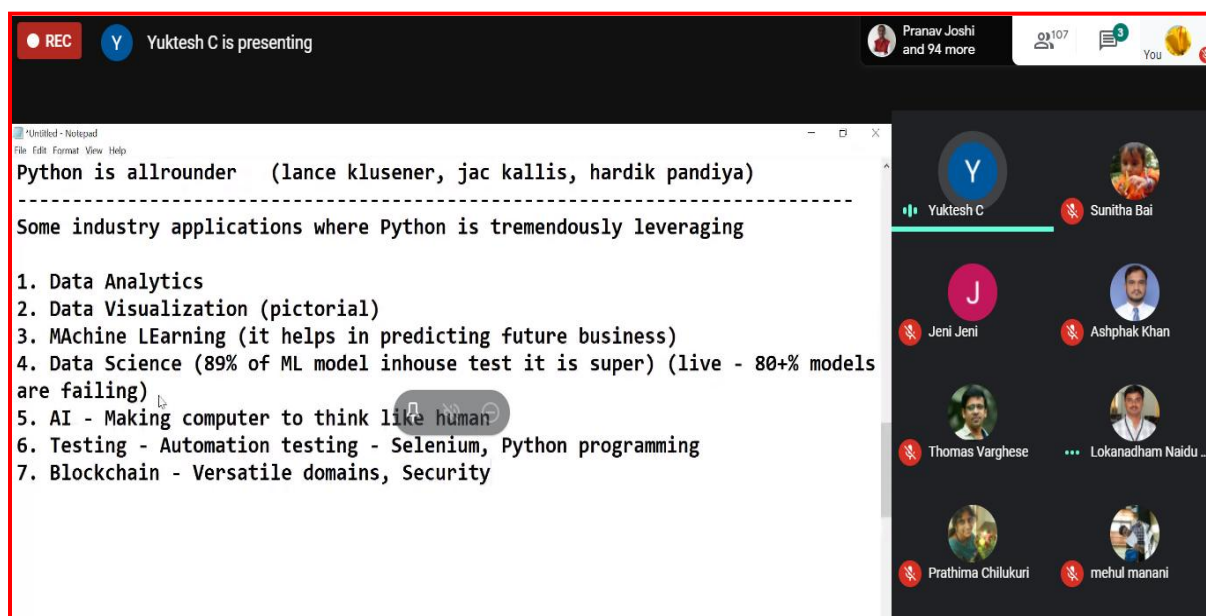 REC
Y
Yuktesh C is presenting
Pranav Joshi
and 94 more
107
3
You
*Untitled - Notepad
File Edit Format View Help
Python is allrounder (lance klusener, jac kallis, hardik pandiya)
-----------------------------------------------------------------------------
Some industry applications where Python is tremendously leveraging
1. Data Analytics
2. Data Visualization (pictorial)
3. MAchine LEarning (it helps in predicting future business)
4. Data Science (89% of ML model inhouse test it is super) (live - 80+% models
are failing)
5. AI - Making computer to think like human
6. Testing - Automation testing - Selenium, Python programming
7. Blockchain - Versatile domains, Security
Y
Yuktesh C
Sunitha Bai
J
Jeni Jeni
Ashphak Khan
Thomas Varghese
Lokanadham Naidu ...
Prathima Chilukuri
mehul manani